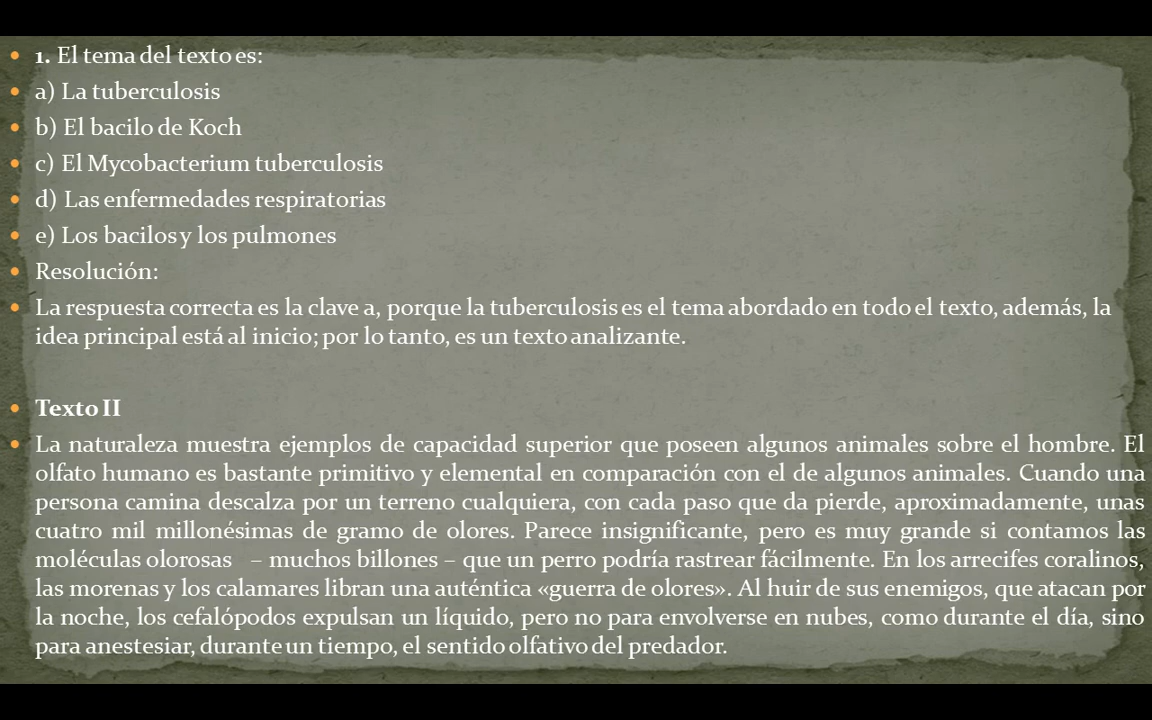 1. El tema del texto es:
a) La tuberculosis
b) El bacilo de Koch
c) El Mycobacterium tuberculosis
d) Las enfermedades respiratorias
e) Los bacilos y los pulmones
Resolución:
La respuesta correcta es la clave a, porque la tuberculosis es el tema abordado en todo el texto, además, la
idea principal está al inicio; por lo tanto, es un texto analizante.
Texto II
La naturaleza muestra ejemplos de capacidad superior que poseen algunos animales sobre el hombre. El
olfato humano es bastante primitivo y elemental en comparación con el de algunos animales. Cuando una
persona camina descalza por un terreno cualquiera, con cada paso que da pierde, aproximadamente, unas
cuatro mil millonésimas de gramo de olores. Parece insignificante, pero es muy grande si contamos las
moléculas olorosas – muchos billones – que un perro podría rastrear fácilmente. En los arrecifes coralinos,
las morenas y los calamares libran una auténtica «guerra de olores». Al huir de sus enemigos, que atacan por
la noche, los cefalópodos expulsan un líquido, pero no para envolverse en nubes, como durante el día, sino
para anestesiar, durante un tiempo, el sentido olfativo del predador.